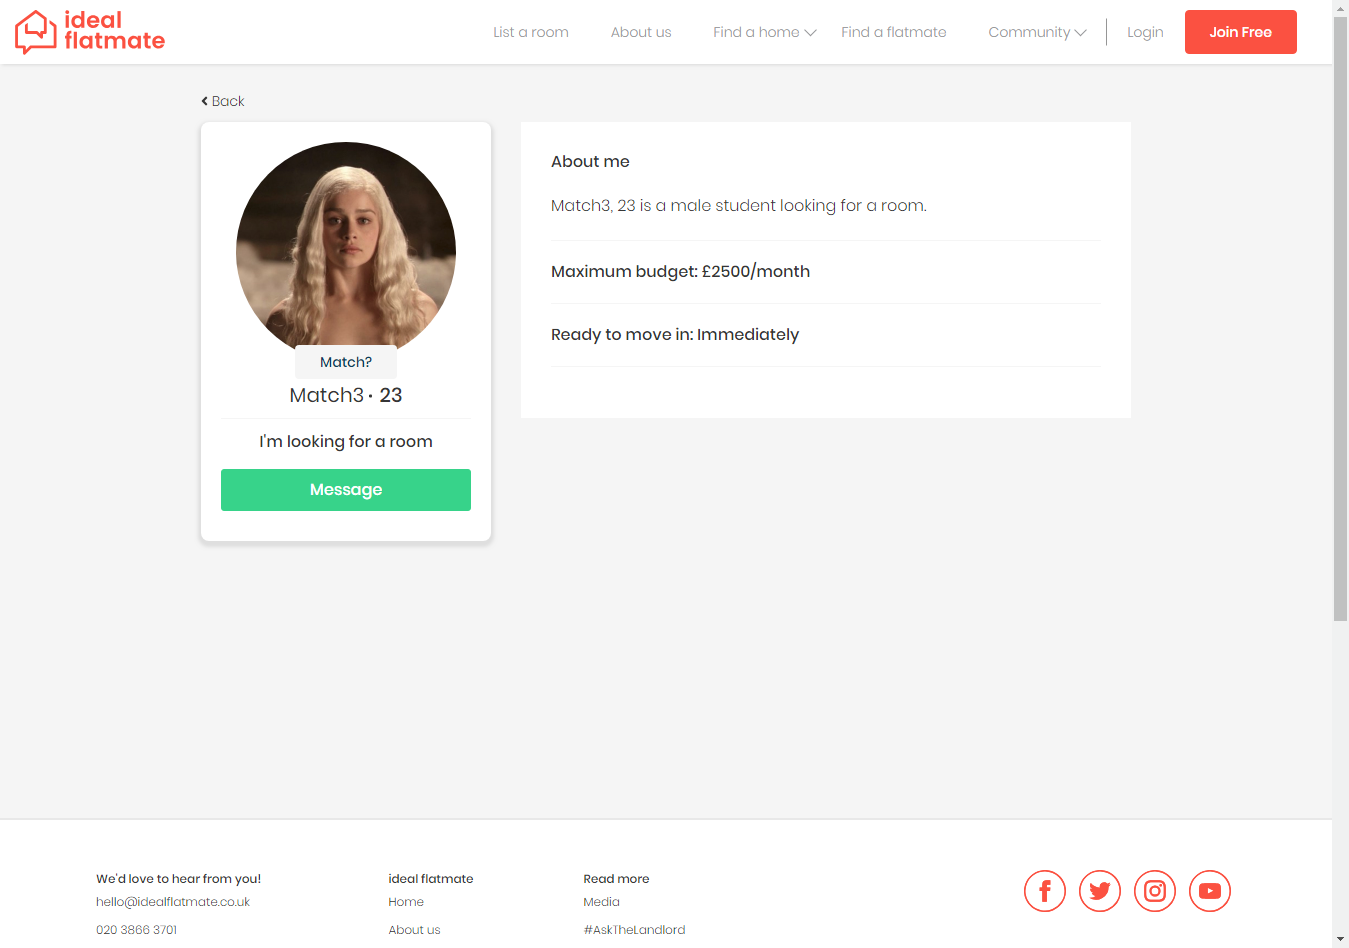 ideal
flatmate
List a room
About us
Find a home
Find a flatmate
Community
Login
Join Free
Back
Match?
Match3 · 23
I'm looking for a room
Message
About me
Match3, 23 is a male student looking for a room.
Maximum budget: £2500/month
Ready to move in: Immediately
We'd love to hear from you!
hello@idealflatmate.co.uk
020 3866 3701
ideal flatmate
Home
About us
Read more
Media
#AskTheLandlord